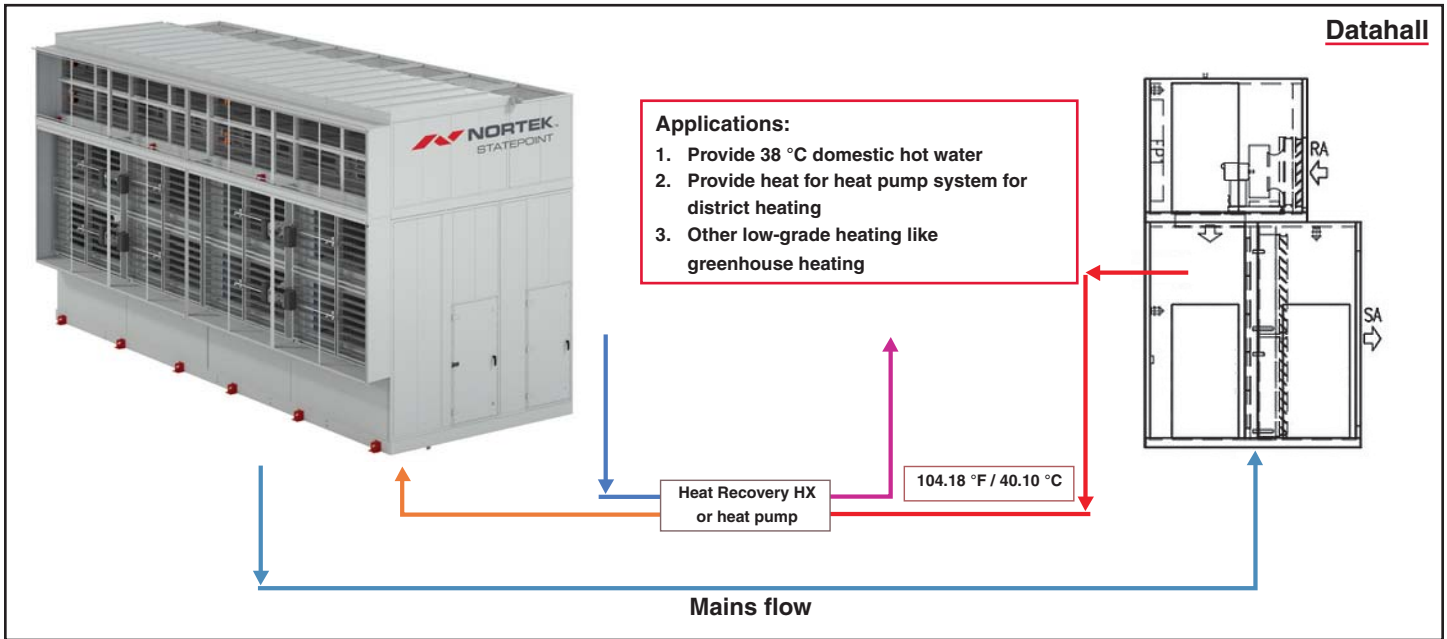 Datahall
NORTEK™
STATEPOINT
Applications:
1. Provide 38 °C domestic hot water
2. Provide heat for heat pump system for
district heating
3. Other low-grade heating like
greenhouse heating
RA
SA
104.18 °F / 40.10 °C
Heat Recovery HX
or heat pump
Mains flow